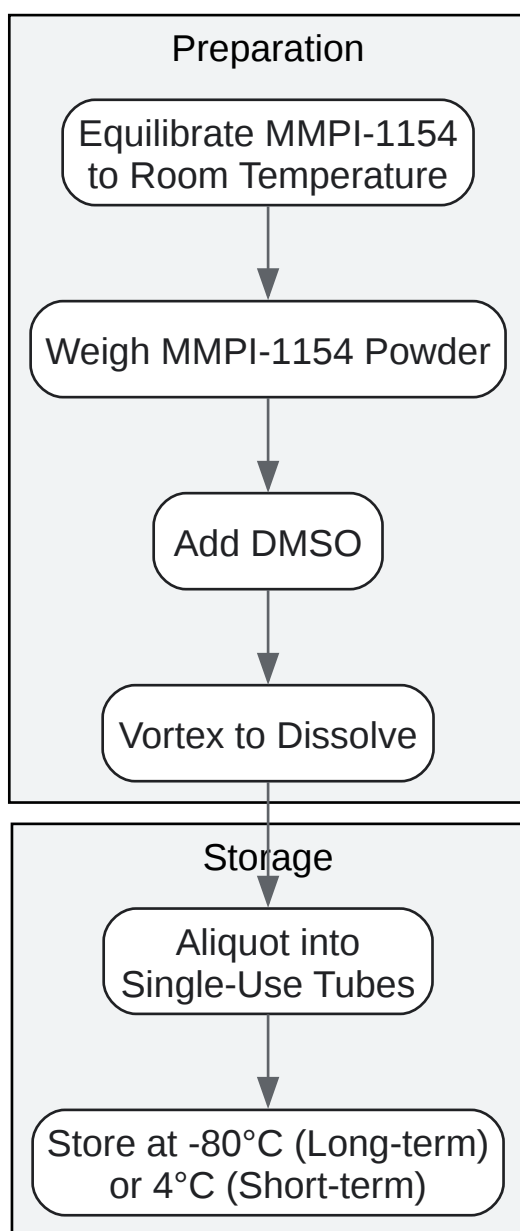 Preparation
Equilibrate MMPI-1154
to Room Temperature
Weigh MMPI-1154 Powder
Add DMSO
Vortex to Dissolve
Storage
Aliquot into
Single-Use Tubes
Store at -80°C (Long-term)
or 4°C (Short-term)